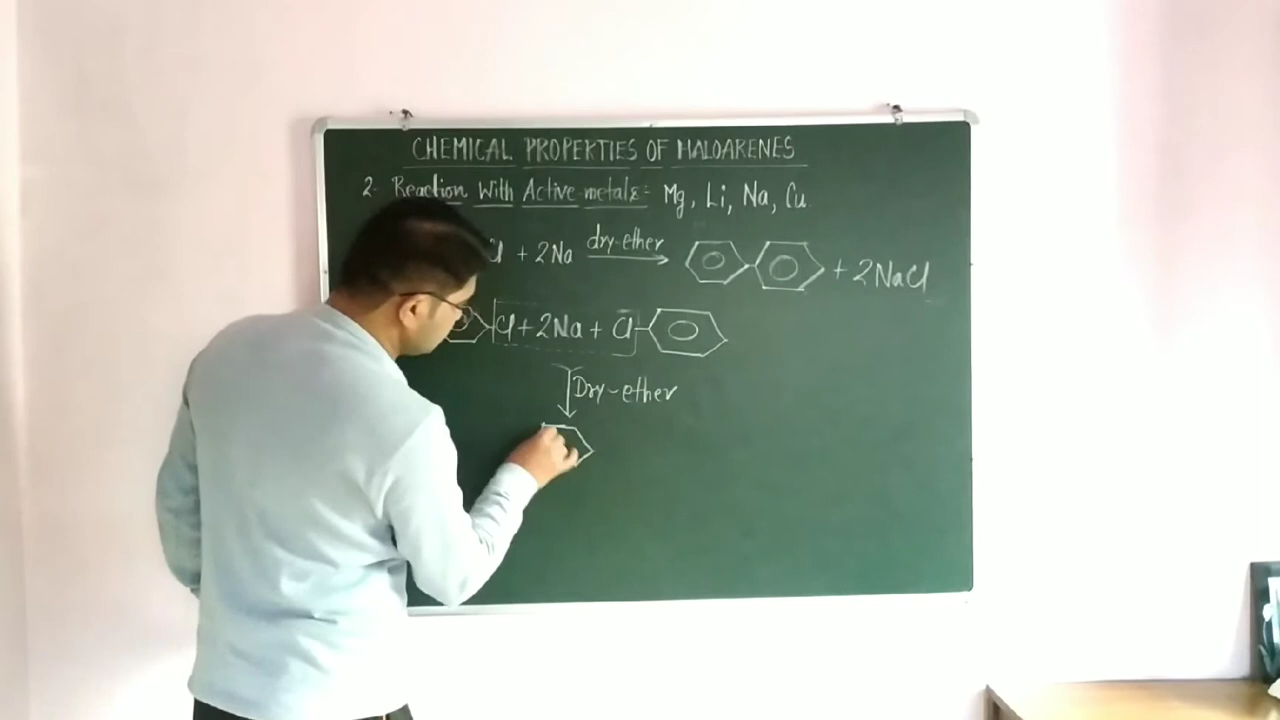 CHEMICAL PROPERTIES OF HALOARENES
2. Reaction With Active metals:- Mg, Li, Na, Cu
Cl + 2Na dry-ether → + 2NaCl
Cl + 2Na + Cl
Dry-ether